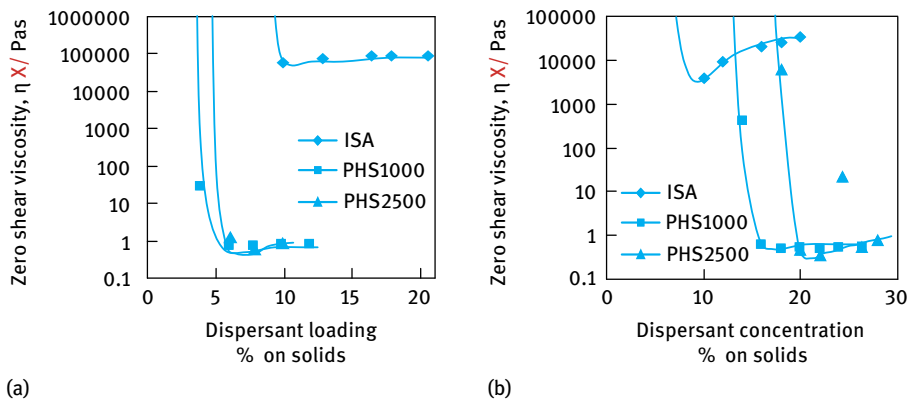 Zero shear viscosity, η X/ Pas
1000000
100000
10000
1000
100
10
1
0.1
ISA
PHS1000
PHS2500
0 5 10 15 20
Dispersant loading
% on solids
(a)
Zero shear viscosity, η X/ Pas
100000
10000
1000
100
10
1
0.1
ISA
PHS1000
PHS2500
0 10 20 30
Dispersant concentration
% on solids
(b)